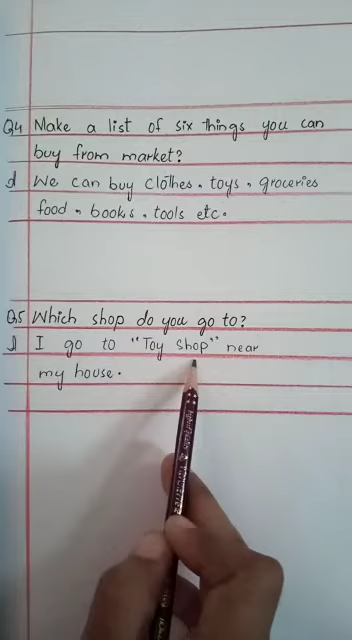 Q4 Make a list of six things you can
buy from market?
d We can buy clothes, toys, groceries
food, books, tools etc.
Q5 Which shop do you go to?
I go to "Toy shop" near
my house.